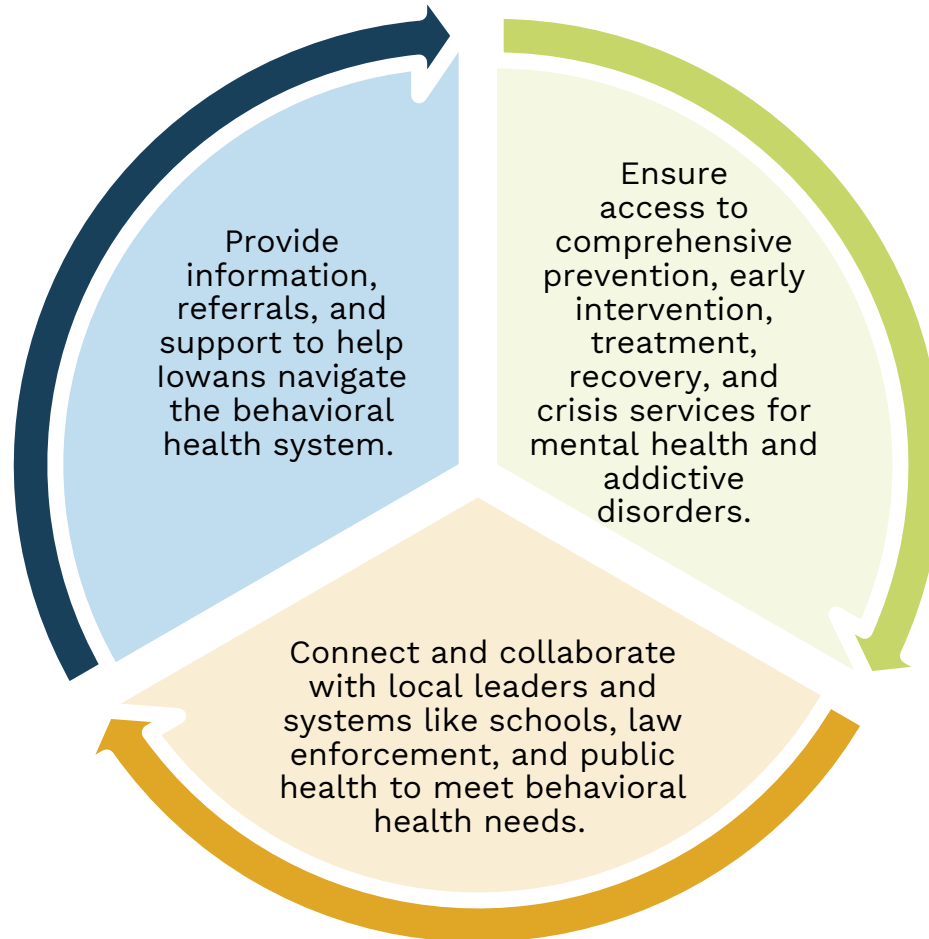 Provide
information,
referrals, and
support to help
Iowans navigate
the behavioral
health system.
Ensure
access to
comprehensive
prevention, early
intervention,
treatment,
recovery, and
crisis services for
mental health and
addictive
disorders.
Connect and collaborate
with local leaders and
systems like schools, law
enforcement, and public
health to meet behavioral
health needs.